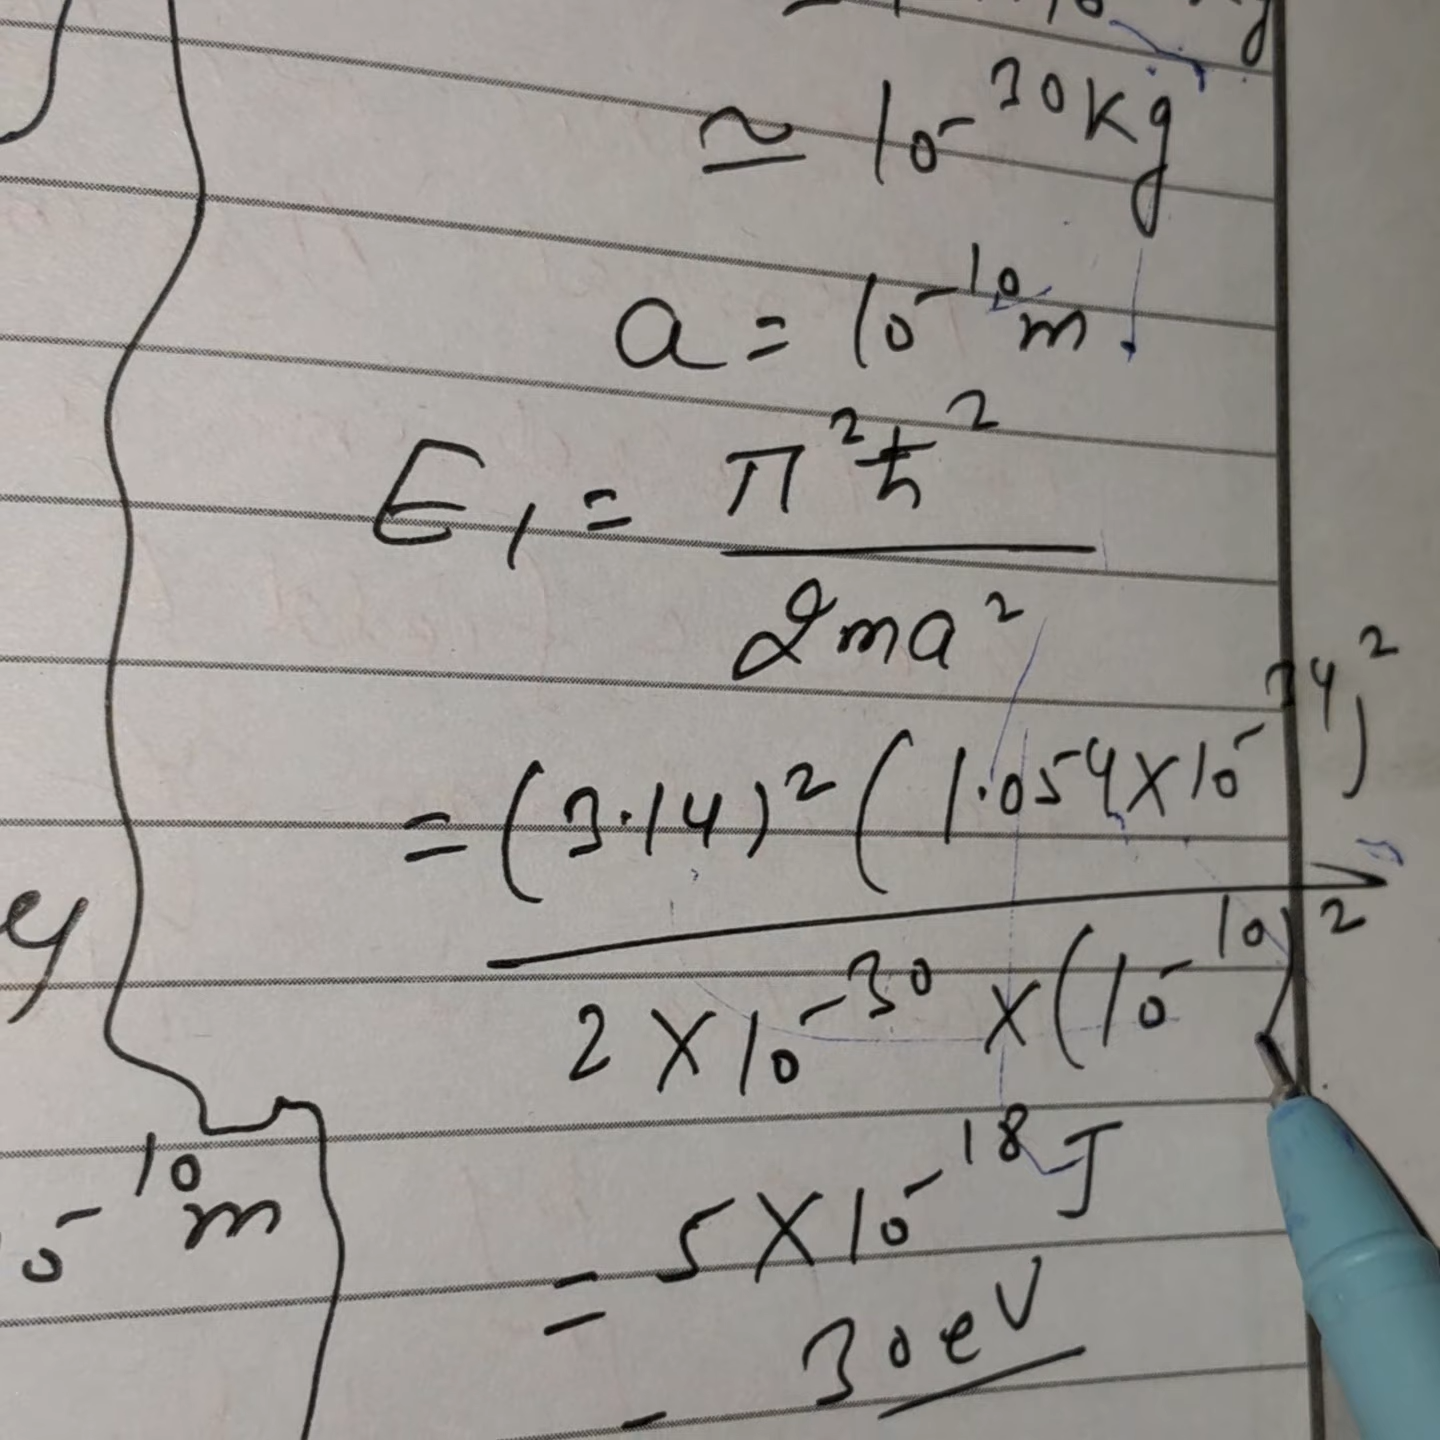 ≃ 10⁻³⁰ Kg
a = 10⁻¹⁰ m.
E₁ = π²ħ² / 2ma²
= (3.14)² (1.054 X 10⁻³⁴)² / 2 X 10⁻³⁰ X (10⁻¹⁰)²
10 m
= 5 X 10⁻¹⁸ J
= 30 eV